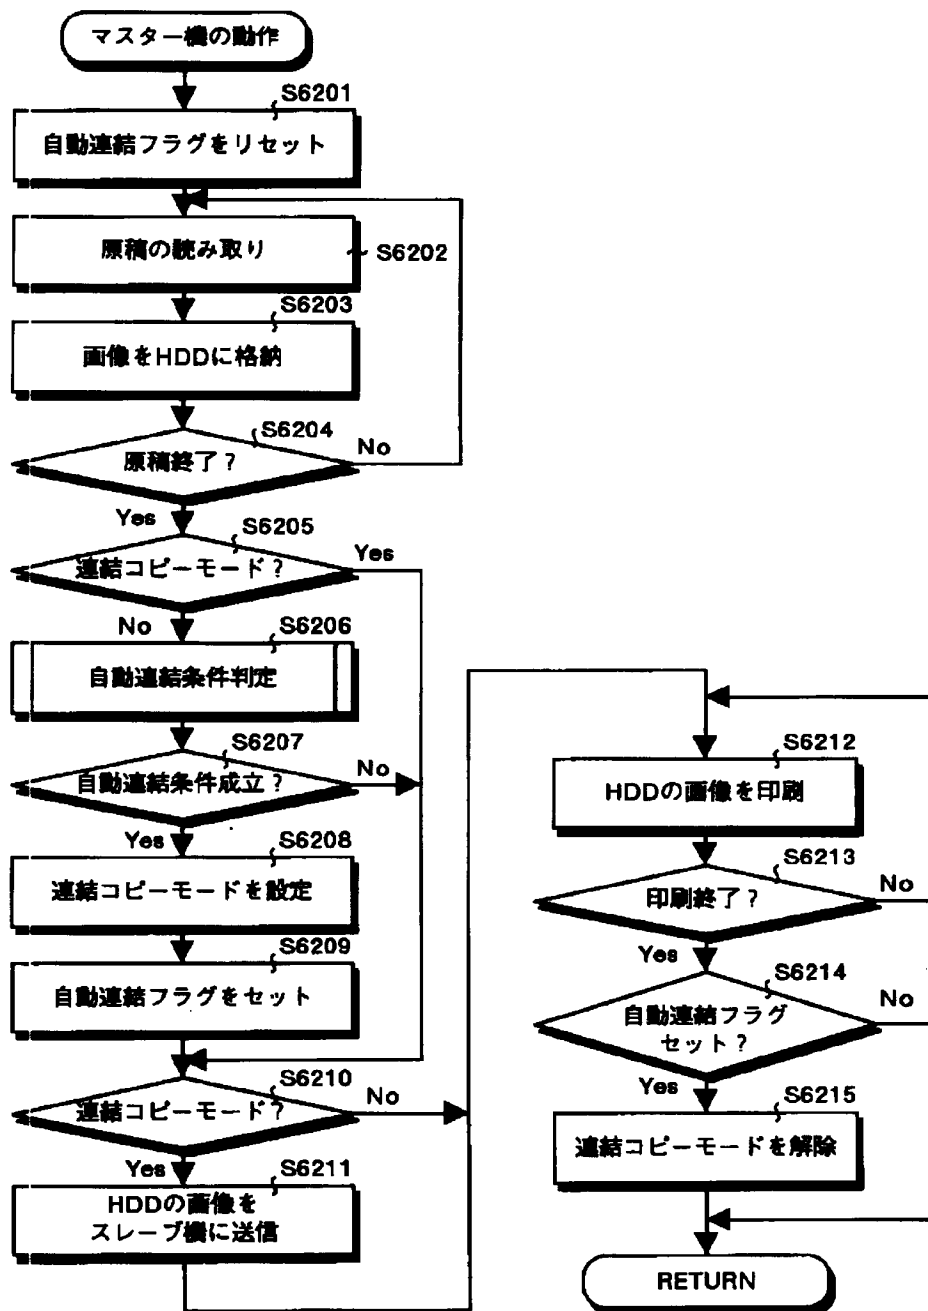 マスター機の動作
S6201
自動連結フラグをリセット
原稿の読み取り
S6202
S6203
画像をHDDに格納
S6204
原稿終了?
No
Yes
S6205
連結コピーモード?
Yes
No
S6206
自動連結条件判定
S6207
自動連結条件成立?
No
Yes
S6208
連結コピーモードを設定
S6209
自動連結フラグをセット
S6210
連結コピーモード?
No
Yes
S6211
HDDの画像を
スレーブ機に送信
S6212
HDDの画像を印刷
S6213
印刷終了?
No
Yes
S6214
自動連結フラグ
セット?
No
Yes
S6215
連結コピーモードを解除
RETURN